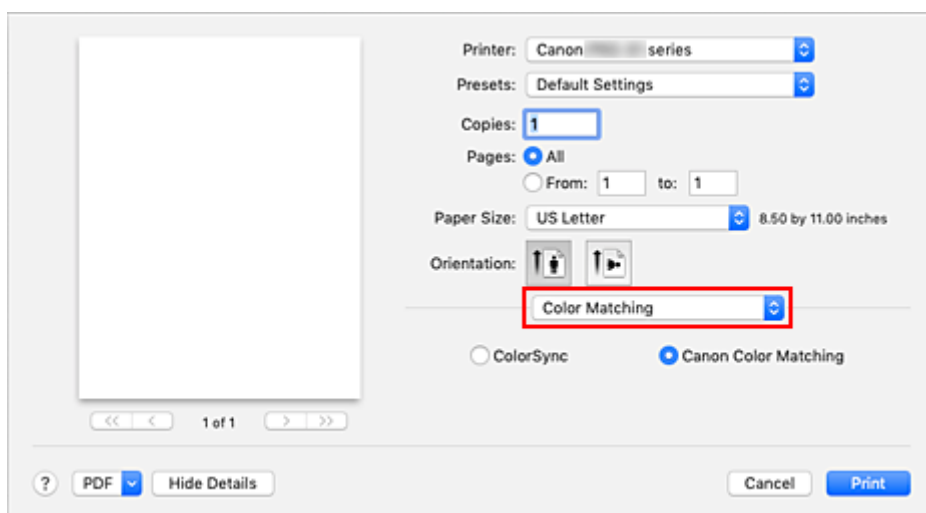 Printer: Canon series
Presets: Default Settings
Copies: 1
Pages: All
From: 1 to: 1
Paper Size: US Letter 8.50 by 11.00 inches
Orientation:
Color Matching
ColorSync Canon Color Matching
<< < 1 of 1 > >>
? PDF Hide Details Cancel Print